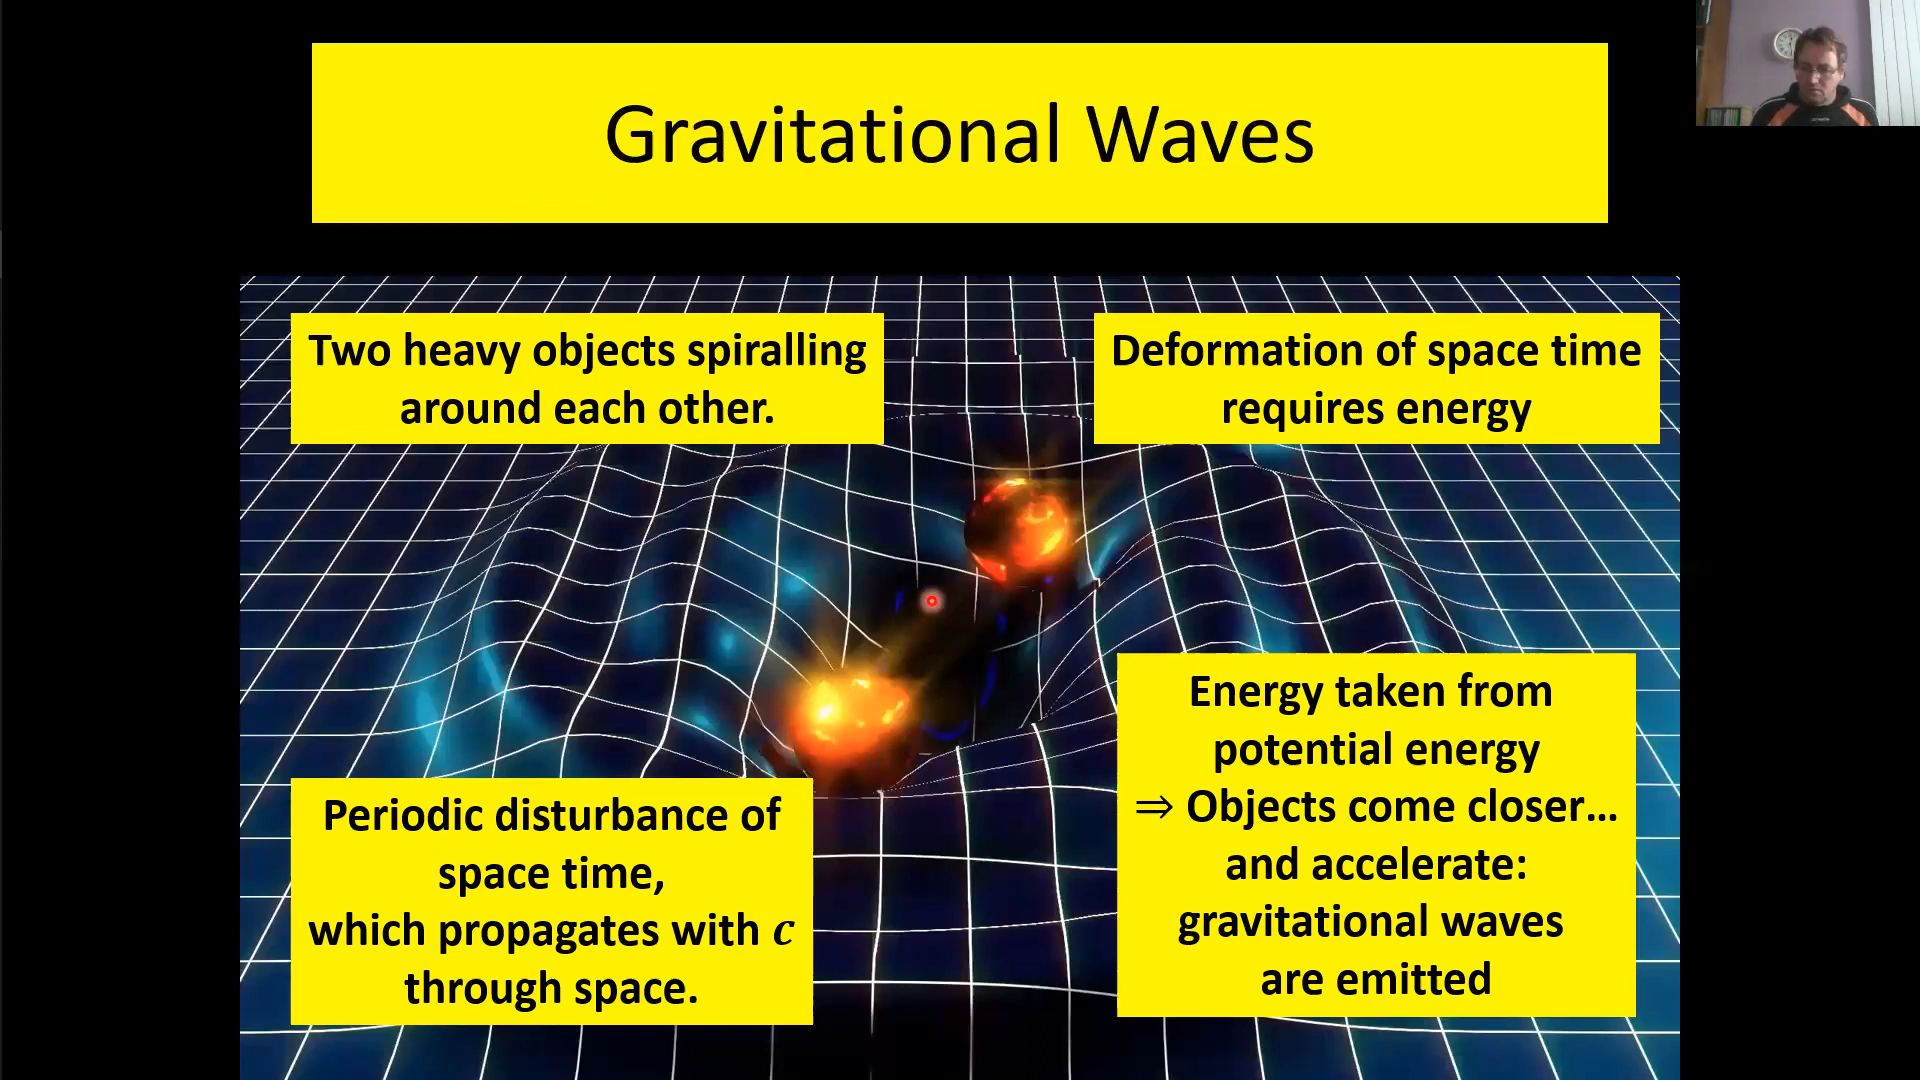 Gravitational Waves
Two heavy objects spiralling
around each other.
Deformation of space time
requires energy
Periodic disturbance of
space time,
which propagates with c
through space.
Energy taken from
potential energy
⇒ Objects come closer...
and accelerate:
gravitational waves
are emitted